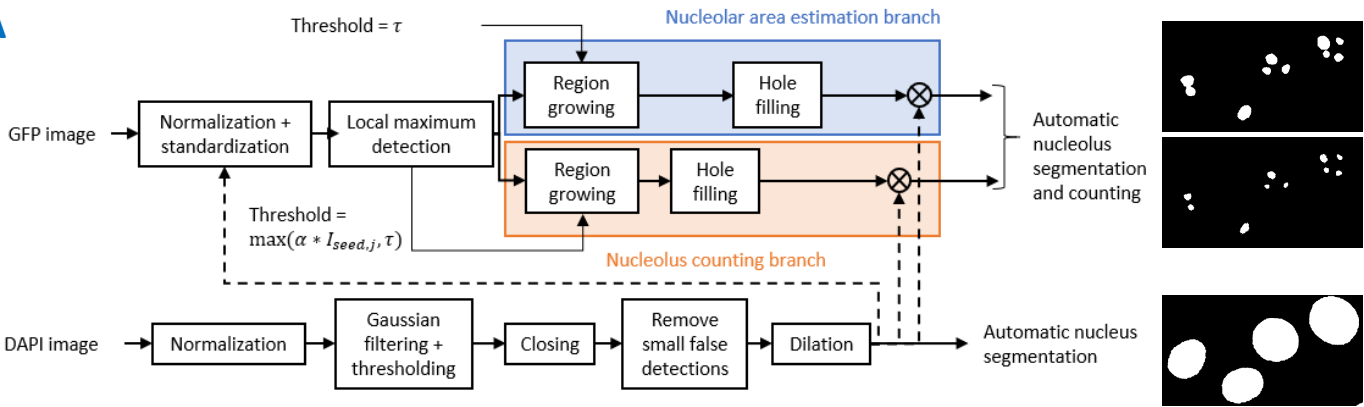 A
Nucleolar area estimation branch
Threshold = τ
Region
growing
Hole
filling
GFP image
Normalization +
standardization
Local maximum
detection
Automatic
nucleolus
segmentation
and counting
Region
growing
Hole
filling
Threshold =
max(α ∗ I_{seed,j}, τ)
Nucleolus counting branch
DAPI image
Normalization
Gaussian
filtering +
thresholding
Closing
Remove
small false
detections
Dilation
Automatic nucleus
segmentation